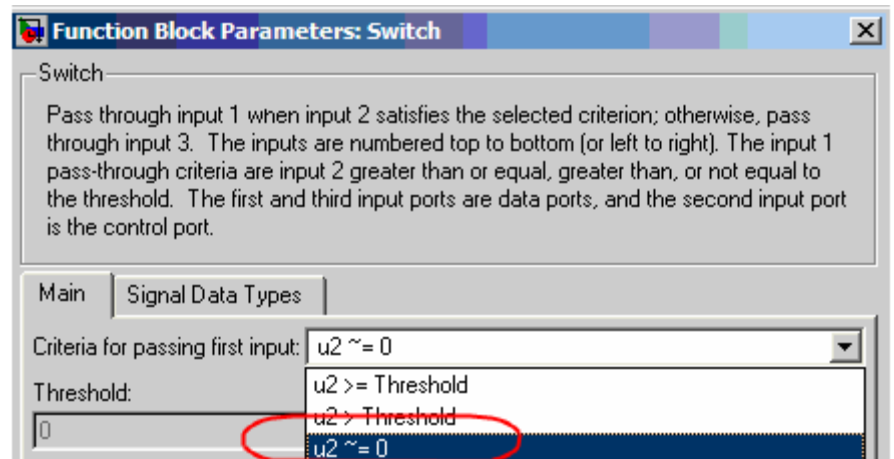 Function Block Parameters: Switch
Switch
Pass through input 1 when input 2 satisfies the selected criterion; otherwise, pass
through input 3. The inputs are numbered top to bottom (or left to right). The input 1
pass-through criteria are input 2 greater than or equal, greater than, or not equal to
the threshold. The first and third input ports are data ports, and the second input port
is the control port.
Main Signal Data Types
Criteria for passing first input: u2 ~= 0
Threshold: u2 >= Threshold
0 u2 > Threshold
u2 ~= 0